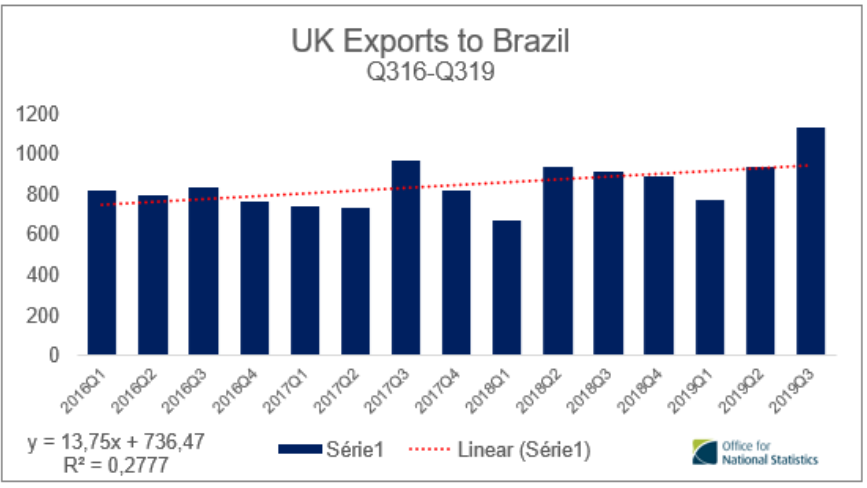 UK Exports to Brazil
Q316-Q319
1200
1000
800
600
400
200
0
2016Q1
2016Q2
2016Q3
2016Q4
2017Q1
2017Q2
2017Q3
2017Q4
2018Q1
2018Q2
2018Q3
2018Q4
2019Q1
2019Q2
2019Q3
y = 13,75x + 736,47
R² = 0,2777
Série1
Linear (Série1)
Office for
National Statistics